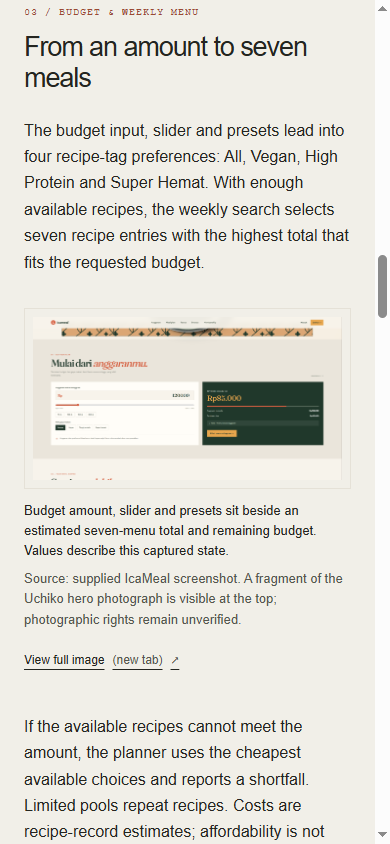 03 / BUDGET & WEEKLY MENU
From an amount to seven
meals
The budget input, slider and presets lead into
four recipe-tag preferences: All, Vegan, High
Protein and Super Hemat. With enough
available recipes, the weekly search selects
seven recipe entries with the highest total that
fits the requested budget.
Mulai dari anggaranmu.
Rp85.000
Budget amount, slider and presets sit beside an
estimated seven-menu total and remaining budget.
Values describe this captured state.
Source: supplied IcaMeal screenshot. A fragment of the
Uchiko hero photograph is visible at the top;
photographic rights remain unverified.
View full image (new tab) ↗
If the available recipes cannot meet the
amount, the planner uses the cheapest
available choices and reports a shortfall.
Limited pools repeat recipes. Costs are
recipe-record estimates; affordability is not